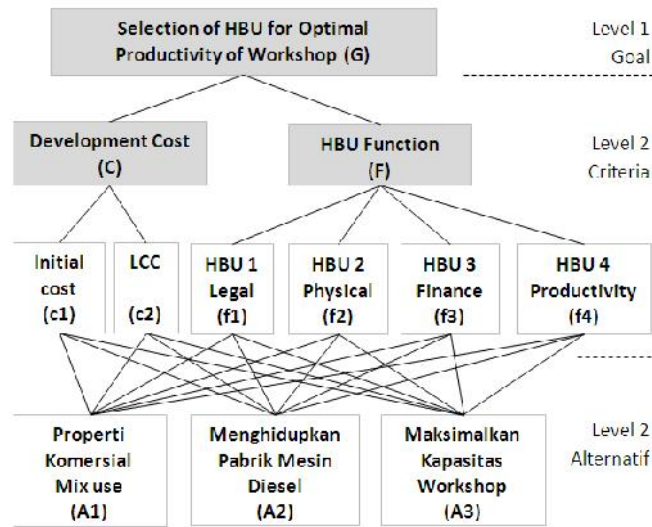 Selection of HBU for Optimal
Productivity of Workshop (G)
Level 1
Goal
Development Cost
(C)
HBU Function
(F)
Level 2
Criteria
Initial
cost
(c1)
LCC
(c2)
HBU 1
Legal
(f1)
HBU 2
Physical
(f2)
HBU 3
Finance
(f3)
HBU 4
Productivity
(f4)
Properti
Komersial
Mix use
(A1)
Menghidupkan
Pabrik Mesin
Diesel
(A2)
Maksimalkan
Kapasitas
Workshop
(A3)
Level 2
Alternatif